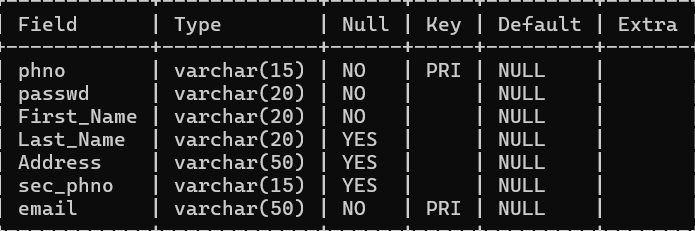 Field | Type | Null | Key | Default | Extra
phno | varchar(15) | NO | PRI | NULL |
passwd | varchar(20) | NO | | NULL |
First_Name | varchar(20) | NO | | NULL |
Last_Name | varchar(20) | YES | | NULL |
Address | varchar(50) | YES | | NULL |
sec_phno | varchar(15) | YES | | NULL |
email | varchar(50) | NO | PRI | NULL |